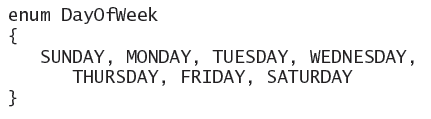 enum DayOfWeek
{
SUNDAY, MONDAY, TUESDAY, WEDNESDAY,
THURSDAY, FRIDAY, SATURDAY
}